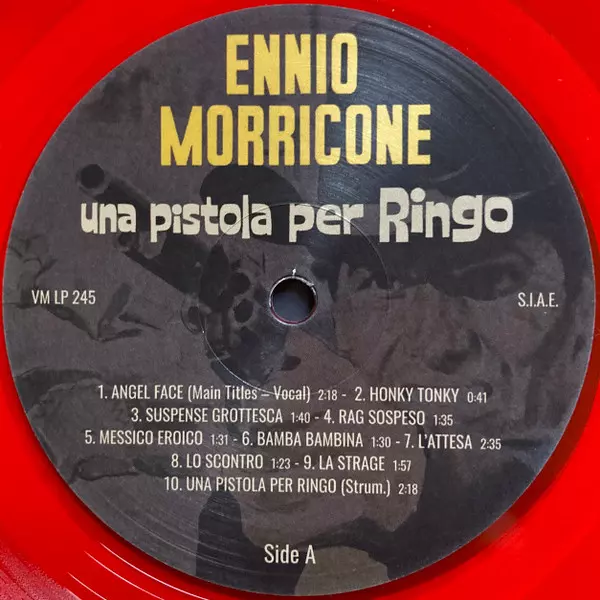 ENNIO
MORRICONE
una pistola per Ringo
VM LP 245
S.I.A.E.
1. ANGEL FACE (Main Titles – Vocal) 2:18 - 2. HONKY TONKY 0:41
3. SUSPENSE GROTTESCA 1:40 - 4. RAG SOSPESO 1:35
5. MESSICO EROICO 1:31 - 6. BAMBA BAMBINA 1:30 - 7. L'ATTESA 2:35
8. LO SCONTRO 1:23 - 9. LA STRAGE 1:57
10. UNA PISTOLA PER RINGO (Strum.) 2:18
Side A